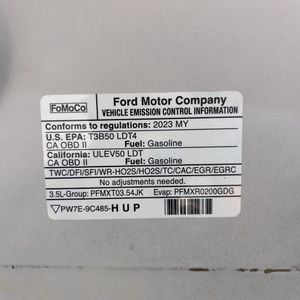 FoMoCo
Ford Motor Company
VEHICLE EMISSION CONTROL INFORMATION
Conforms to regulations: 2023 MY
U.S. EPA: T3B50 LDT4
CA OBD II Fuel: Gasoline
California: ULEV50 LDT
CA OBD II Fuel: Gasoline
TWC/DFI/SFI/WR-HO2S/HO2S/TC/CAC/EGR/EGRC
No adjustments needed.
3.5L-Group: PFMXT03.54JK Evap: PFMXR0200GDG
PW7E-9C485-HUP